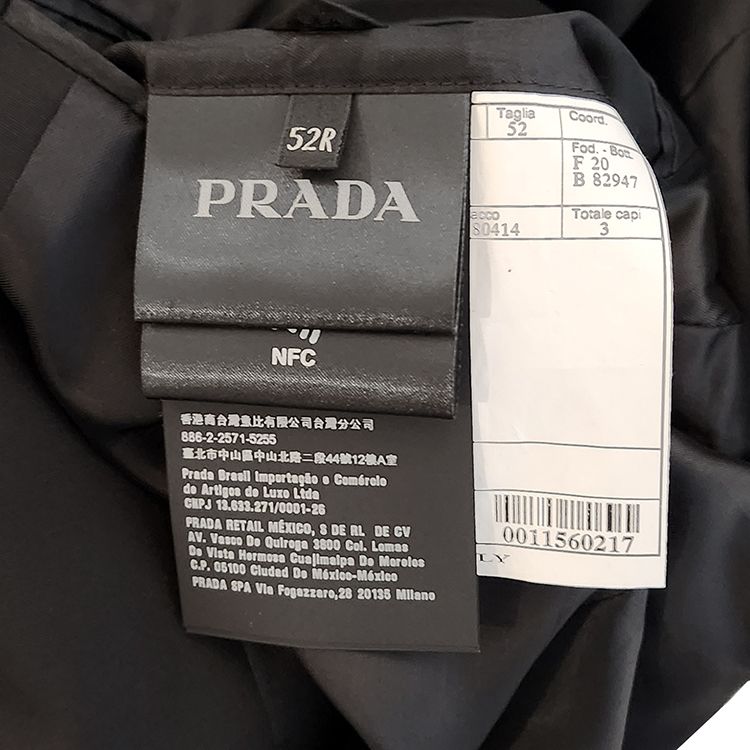 52R
PRADA
NFC
香港商台灣壹比有限公司台灣分公司
886-2-2571-5255
臺北市中山區中山北路二段44號12樓A室
Prada Brasil Importação e Comércio
de Artigos de Luxo Ltda
CNPJ 13.633.271/0001-26
PRADA RETAIL MÉXICO, S DE RL DE CV
AV. Vasco De Quiroga 3800 Col. Lomas
De Vista Hermosa Cuajimalpa De Morelos
C.P. 05100 Ciudad De México-México
PRADA SPA Via Fogazzaro,28 20135 Milano
Taglia
52
Coord.
Fod. - Bott.
F 20
B 82947
acco
80414
Totale capi
3
0011560217
LY